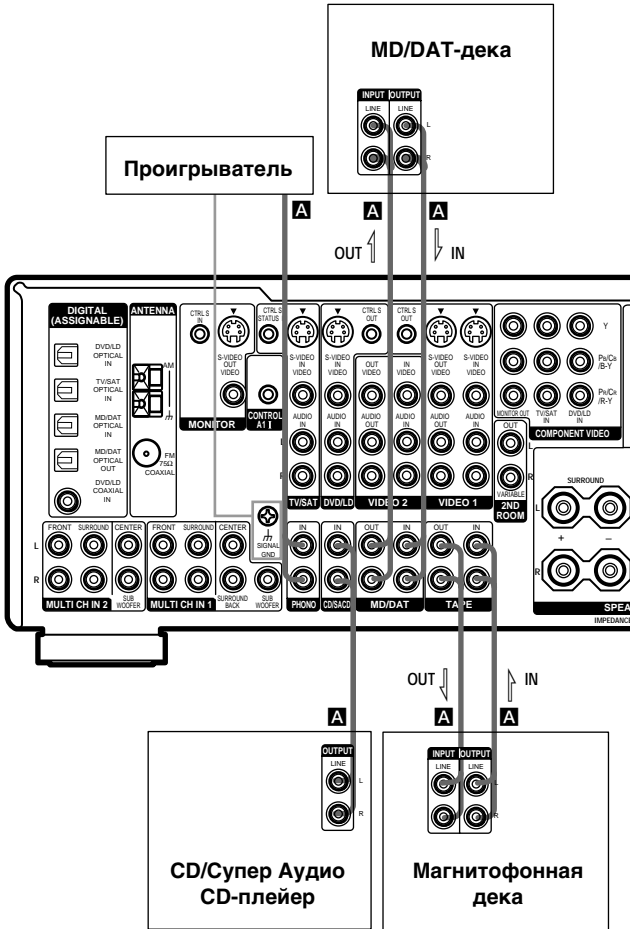 MD/DAT-дека
INPUT OUTPUT
LINE LINE
L
R
Проигрыватель
A
A
A
OUT
IN
DIGITAL
(ASSIGNABLE)
DVD/LD
OPTICAL
IN
TV/SAT
OPTICAL
IN
MD/DAT
OPTICAL
IN
MD/DAT
OPTICAL
OUT
DVD/LD
COAXIAL
IN
ANTENNA
AM
FM
75Ω
COAXIAL
CTRL S
IN
S-VIDEO
OUT
VIDEO
MONITOR
CTRL S
STATUS
CONTROL
A1 II
S-VIDEO
IN
VIDEO
AUDIO
IN
L
R
TV/SAT
S-VIDEO
IN
VIDEO
AUDIO
IN
DVD/LD
CTRL S
OUT
OUT
VIDEO
AUDIO
OUT
CTRL S
OUT
IN
VIDEO
AUDIO
IN
VIDEO 2
S-VIDEO
OUT
VIDEO
AUDIO
OUT
S-VIDEO
IN
VIDEO
AUDIO
IN
VIDEO 1
Y
PB/CB
/B-Y
PR/CR
/R-Y
MONITOR OUT
TV/SAT
IN
DVD/LD
IN
COMPONENT VIDEO
OUT
L
R
VARIABLE
2ND
ROOM
SURROUND
L
+ –
R
SPEA
IMPEDANCE
SIGNAL
GND
FRONT SURROUND CENTER
L
R
SUB
WOOFER
MULTI CH IN 2
FRONT SURROUND CENTER
SURROUND
BACK
SUB
WOOFER
MULTI CH IN 1
IN
PHONO
IN
CD/SACD
OUT IN
MD/DAT
OUT IN
TAPE
OUT
IN
A
A
A
OUTPUT
LINE
L
R
CD/Супер Аудио
CD-плейер
INPUT OUTPUT
LINE LINE
L
R
Магнитофонная
дека